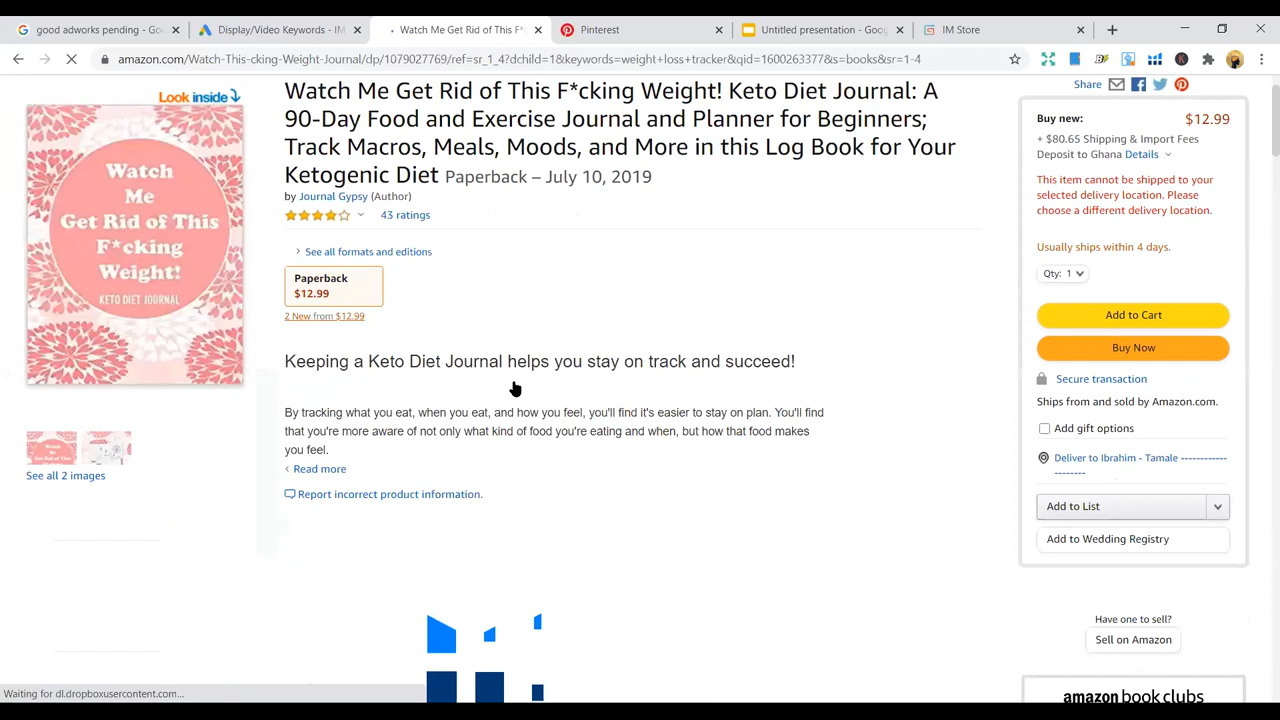 good adworks pending - Go
Display/Video Keywords - IM
Watch Me Get Rid of This F*
Pinterest
Untitled presentation - Google
IM Store
amazon.com/Watch-This-cking-Weight-Journal/dp/1079027769/ref=sr_1_4?dchild=1&keywords=weight+loss+tracker&qid=1600263377&s=books&sr=1-4
Look inside
Watch Me Get Rid of This F*cking Weight! Keto Diet Journal: A
90-Day Food and Exercise Journal and Planner for Beginners;
Track Macros, Meals, Moods, and More in this Log Book for Your
Ketogenic Diet Paperback – July 10, 2019
by Journal Gypsy (Author)
43 ratings
See all formats and editions
Paperback
$12.99
2 New from $12.99
Keeping a Keto Diet Journal helps you stay on track and succeed!
By tracking what you eat, when you eat, and how you feel, you'll find it's easier to stay on plan. You'll find
that you're more aware of not only what kind of food you're eating and when, but how that food makes
you feel.
Read more
Report incorrect product information.
Watch
Me
Get Rid of This
F*cking
Weight!
KETO DIET JOURNAL
See all 2 images
Share
Buy new: $12.99
+ $80.65 Shipping & Import Fees
Deposit to Ghana Details
This item cannot be shipped to your
selected delivery location. Please
choose a different delivery location.
Usually ships within 4 days.
Qty: 1
Add to Cart
Buy Now
Secure transaction
Ships from and sold by Amazon.com.
Add gift options
Deliver to Ibrahim - Tamale ------------
--------
Add to List
Add to Wedding Registry
Have one to sell?
Sell on Amazon
amazon book clubs
Waiting for dl.dropboxusercontent.com...